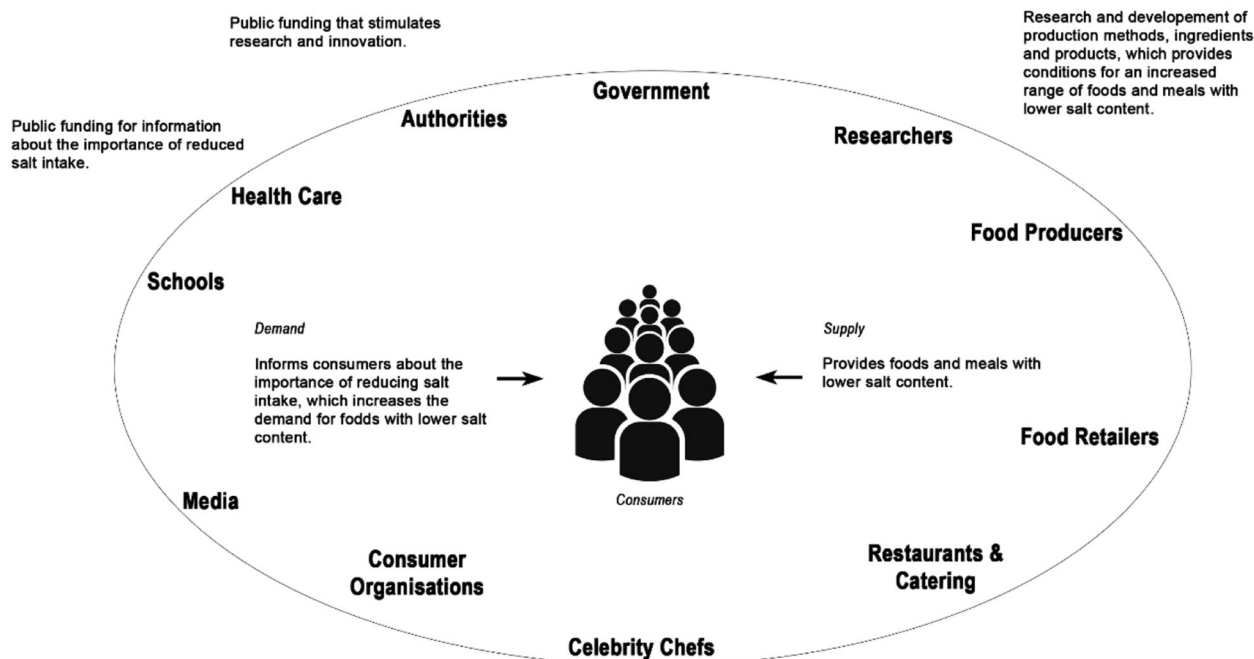 Public funding that stimulates
research and innovation.
Research and developement of
production methods, ingredients
and products, which provides
conditions for an increased
range of foods and meals with
lower salt content.
Government
Authorities
Researchers
Public funding for information
about the importance of reduced
salt intake.
Health Care
Food Producers
Schools
Demand
Informs consumers about the
importance of reducing salt
intake, which increases the
demand for fodds with lower salt
content.
Supply
Provides foods and meals with
lower salt content.
Food Retailers
Consumers
Media
Consumer
Organisations
Restaurants &
Catering
Celebrity Chefs